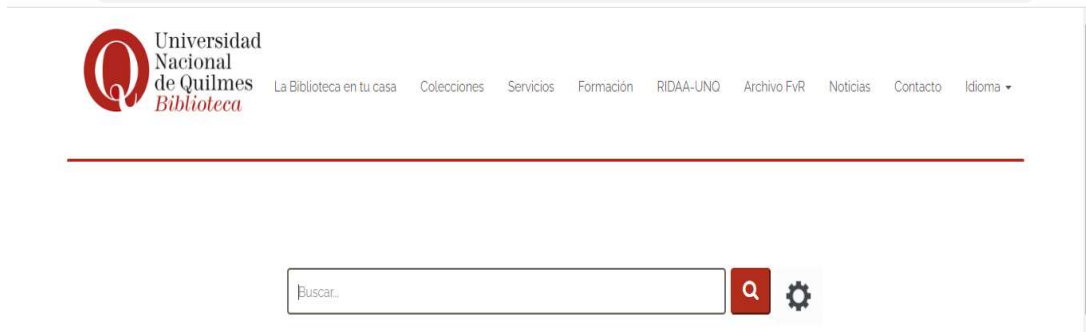 Universidad
Nacional
de Quilmes
Biblioteca
La Biblioteca en tu casa Colecciones Servicios Formación RIDAA-UNQ Archivo FvR Noticias Contacto Idioma
Buscar...